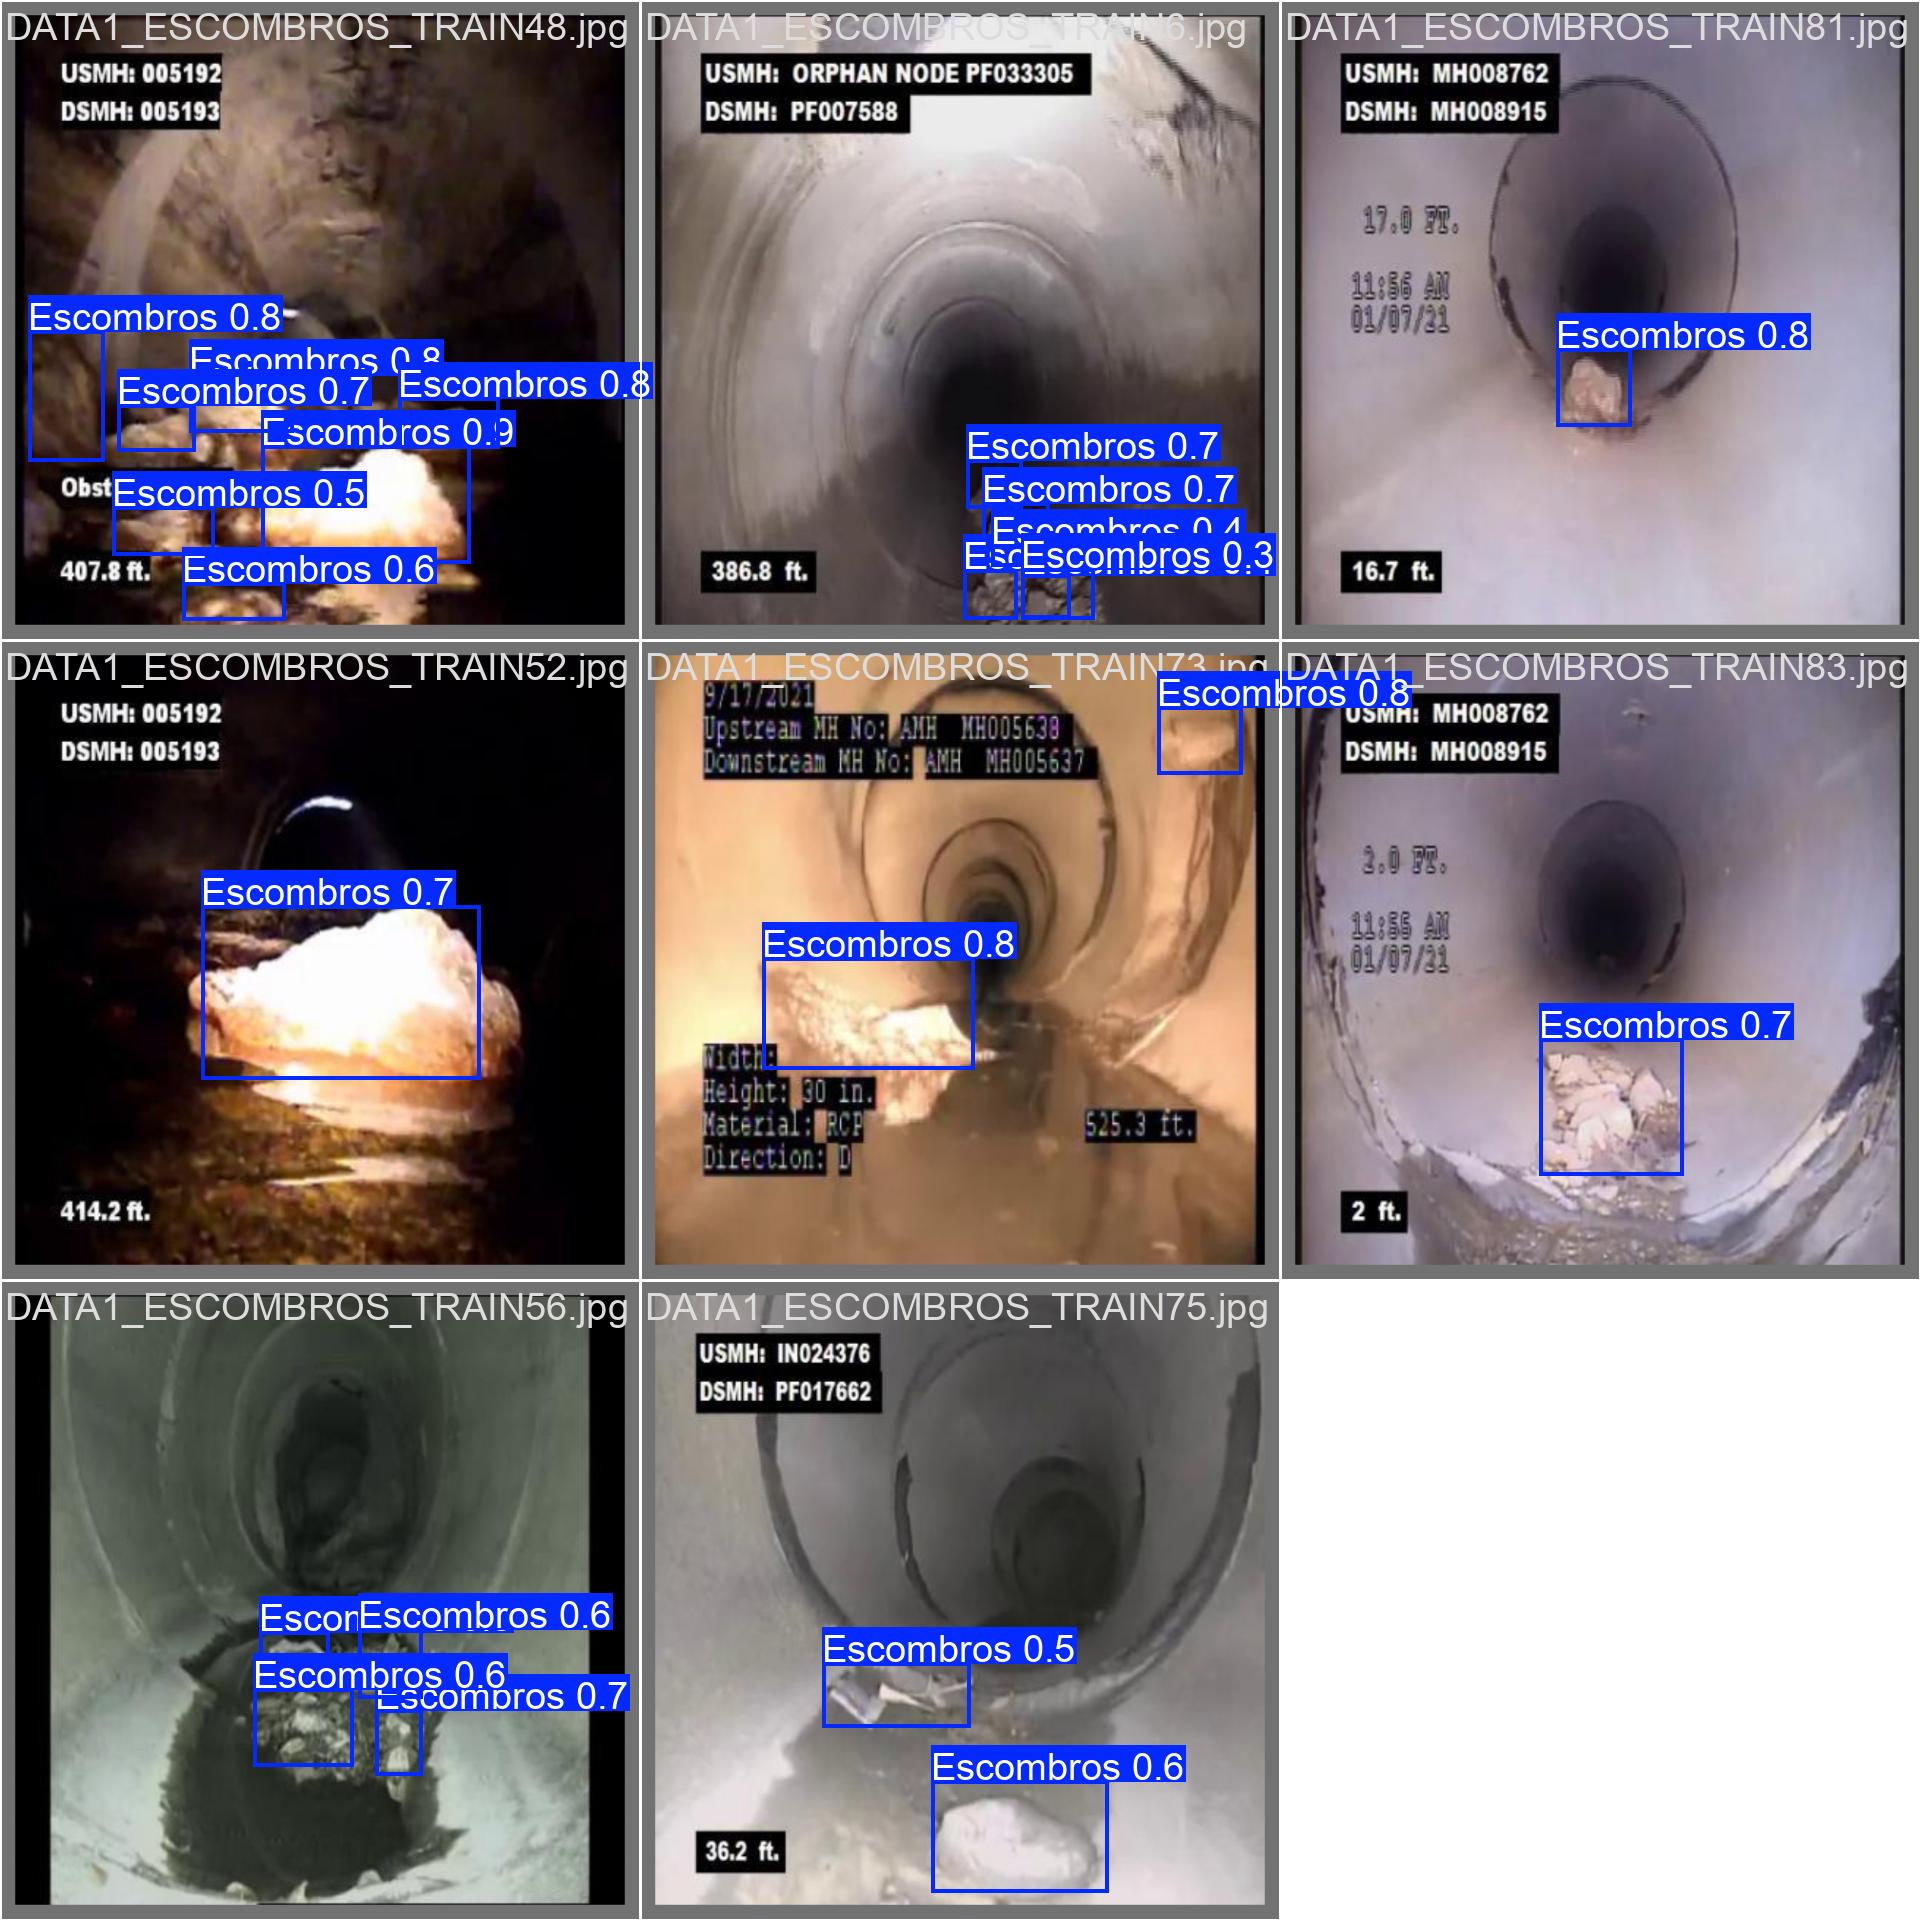 DATA1_ESCOMBROS_TRAIN48.jpg
USMH: 005192
DSMH: 005193
Escombros 0.8
Escombros 0.8
Escombros 0.7
Escombros 0.8
Escombros 0.9
Obst
Escombros 0.5
407.8 ft.
Escombros 0.6
DATA1_ESCOMBROS_TRAIN6.jpg
USMH: ORPHAN NODE PF033305
DSMH: PF007588
Escombros 0.7
Escombros 0.7
Escombros 0.4
Esc
Escombros 0.3
386.8 ft.
DATA1_ESCOMBROS_TRAIN81.jpg
USMH: MH008762
DSMH: MH008915
17.0 FT.
11:56 AM
01/07/21
Escombros 0.8
16.7 ft.
DATA1_ESCOMBROS_TRAIN52.jpg
USMH: 005192
DSMH: 005193
Escombros 0.7
414.2 ft.
DATA1_ESCOMBROS_TRAIN73.jpg
9/17/2021
Escombros 0.8
Upstream MH No: AMH MH005638
Downstream MH No: AMH MH005637
Escombros 0.8
Width:
Height: 30 in.
Material: RCP
525.3 ft.
Direction: D
DATA1_ESCOMBROS_TRAIN83.jpg
USMH: MH008762
DSMH: MH008915
2.0 FT.
11:55 AM
01/07/21
Escombros 0.7
2 ft.
DATA1_ESCOMBROS_TRAIN56.jpg
Escom
Escombros 0.6
Escombros 0.6
Escombros 0.7
DATA1_ESCOMBROS_TRAIN75.jpg
USMH: IN024376
DSMH: PF017662
Escombros 0.5
Escombros 0.6
36.2 ft.